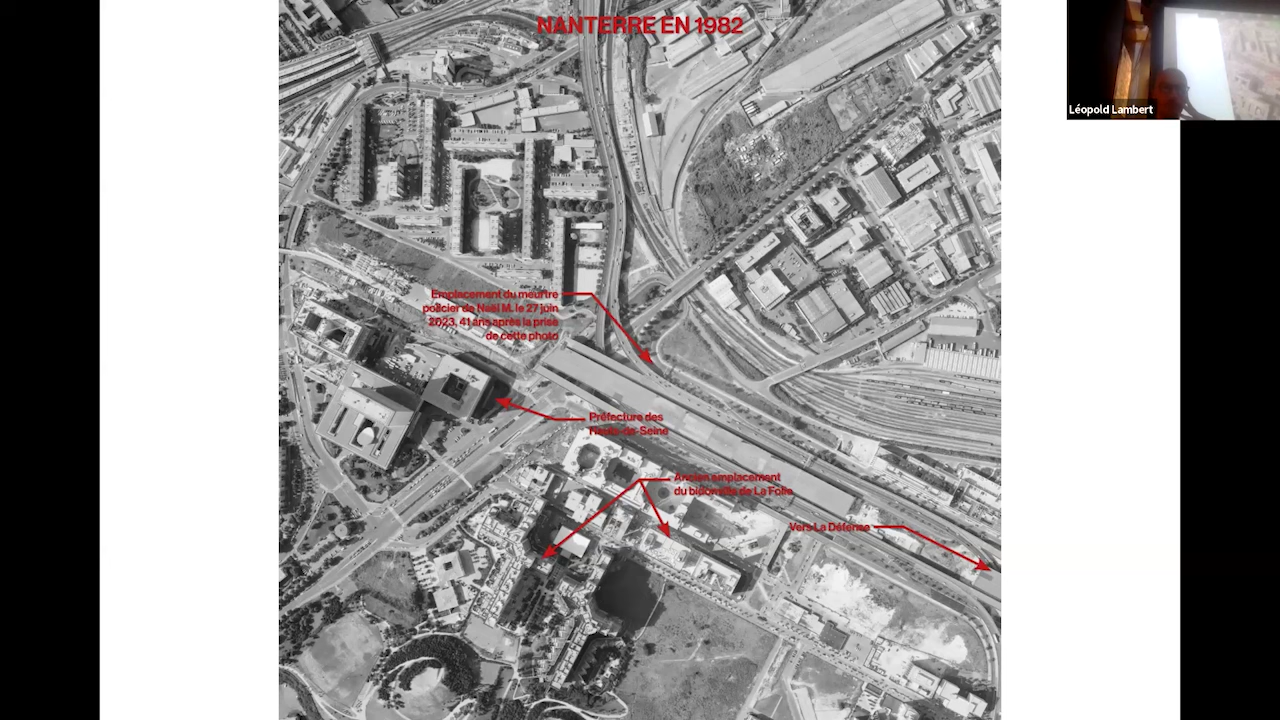 NANTERRE EN 1982
Léopold Lambert
Emplacement du meurtre
policier de Naël M. le 27 juin
2023, 41 ans après la prise
de cette photo
Préfecture des
Hauts-de-Seine
Ancien emplacement
du bidonville de La Folie
Vers La Défense